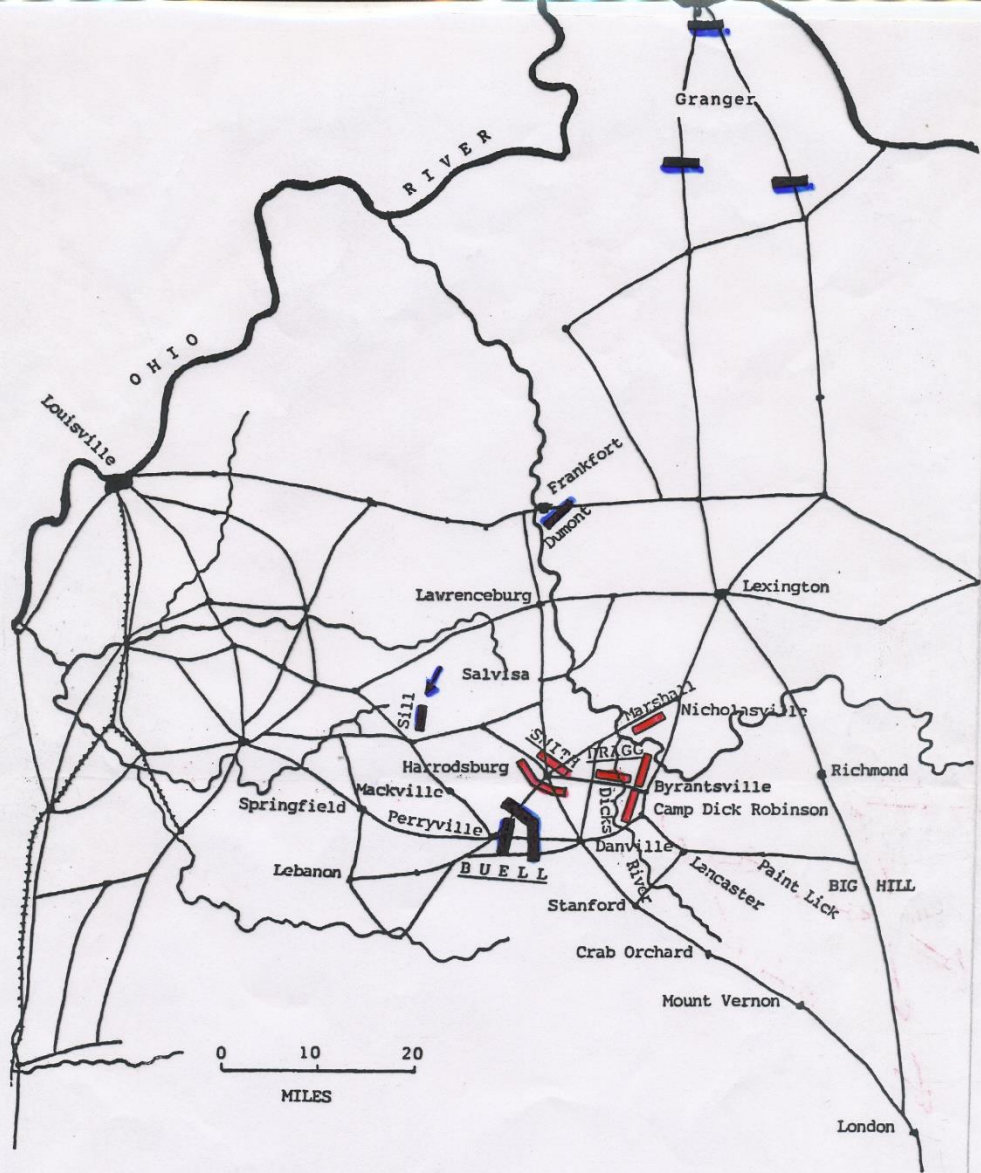 Granger
RIVER
OHIO
Louisville
Frankfort
Dumont
Lawrenceburg
Lexington
Salvisa
Sill
Marshall
Nicholasville
SMITH
BRAGG
Harrodsburg
Richmond
Mackville
Byrantsville
Springfield
Camp Dick Robinson
Perryville
Dicks River
Danville
BUELL
Lebanon
Lancaster
Paint Lick
BIG HILL
Stanford
Crab Orchard
Mount Vernon
0 10 20
MILES
London